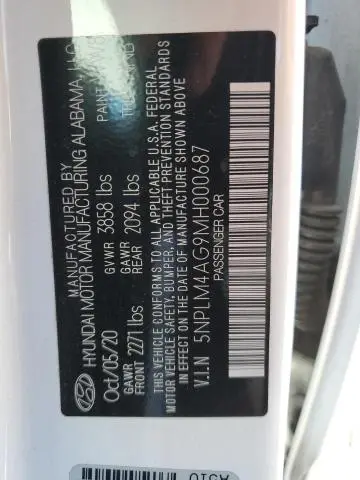 MANUFACTURED BY
HYUNDAI MOTOR MANUFACTURING ALABAMA, LLC
Oct/05/20 GVWR 3858 lbs PAINT
GAWR FRONT 2271 lbs GAWR REAR 2094 lbs
THIS VEHICLE CONFORMS TO ALL APPLICABLE U.S.A. FEDERAL
MOTOR VEHICLE SAFETY, BUMPER, AND THEFT PREVENTION
STANDARDS IN EFFECT ON THE DATE OF MANUFACTURE SHOWN ABOVE.
V.I.N 5NPLM4AG9MH000687
PASSENGER CAR
A510